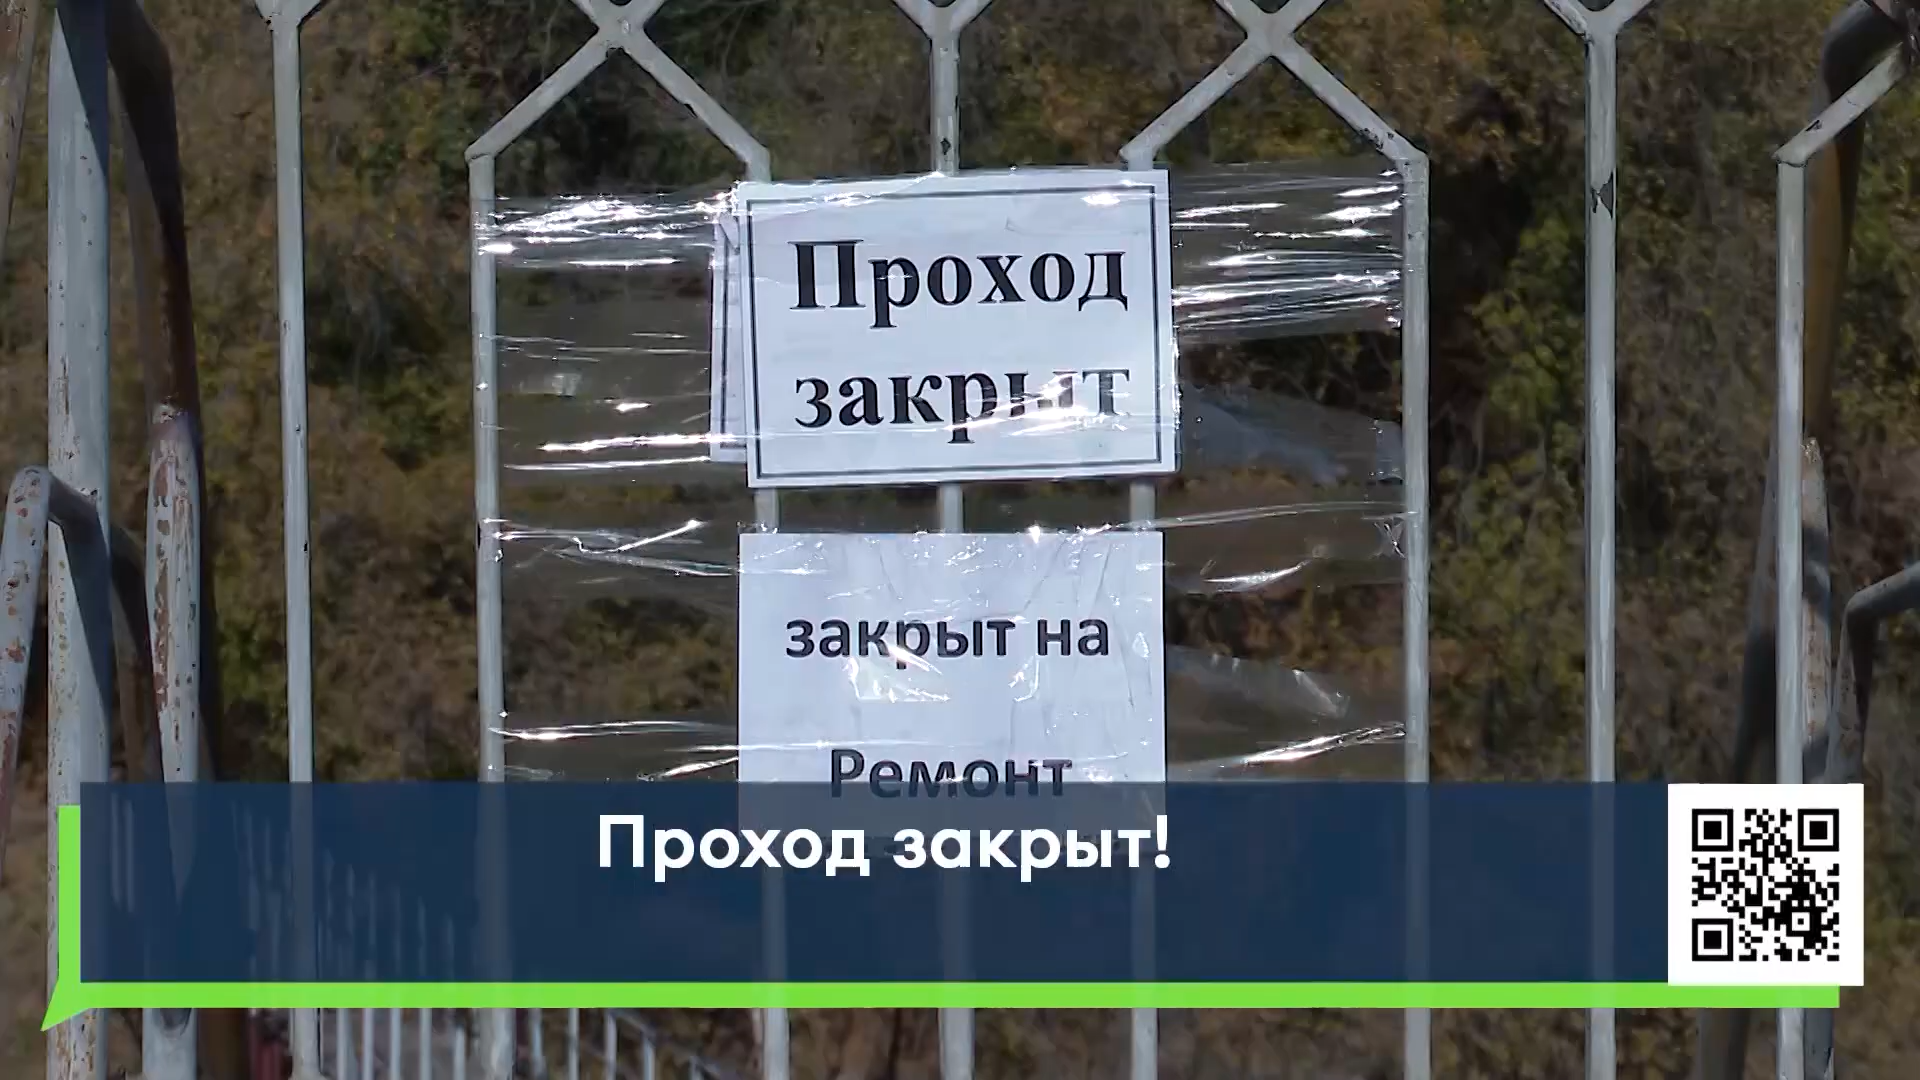 Проход
закрыт
закрыт на
Ремонт
Проход закрыт!